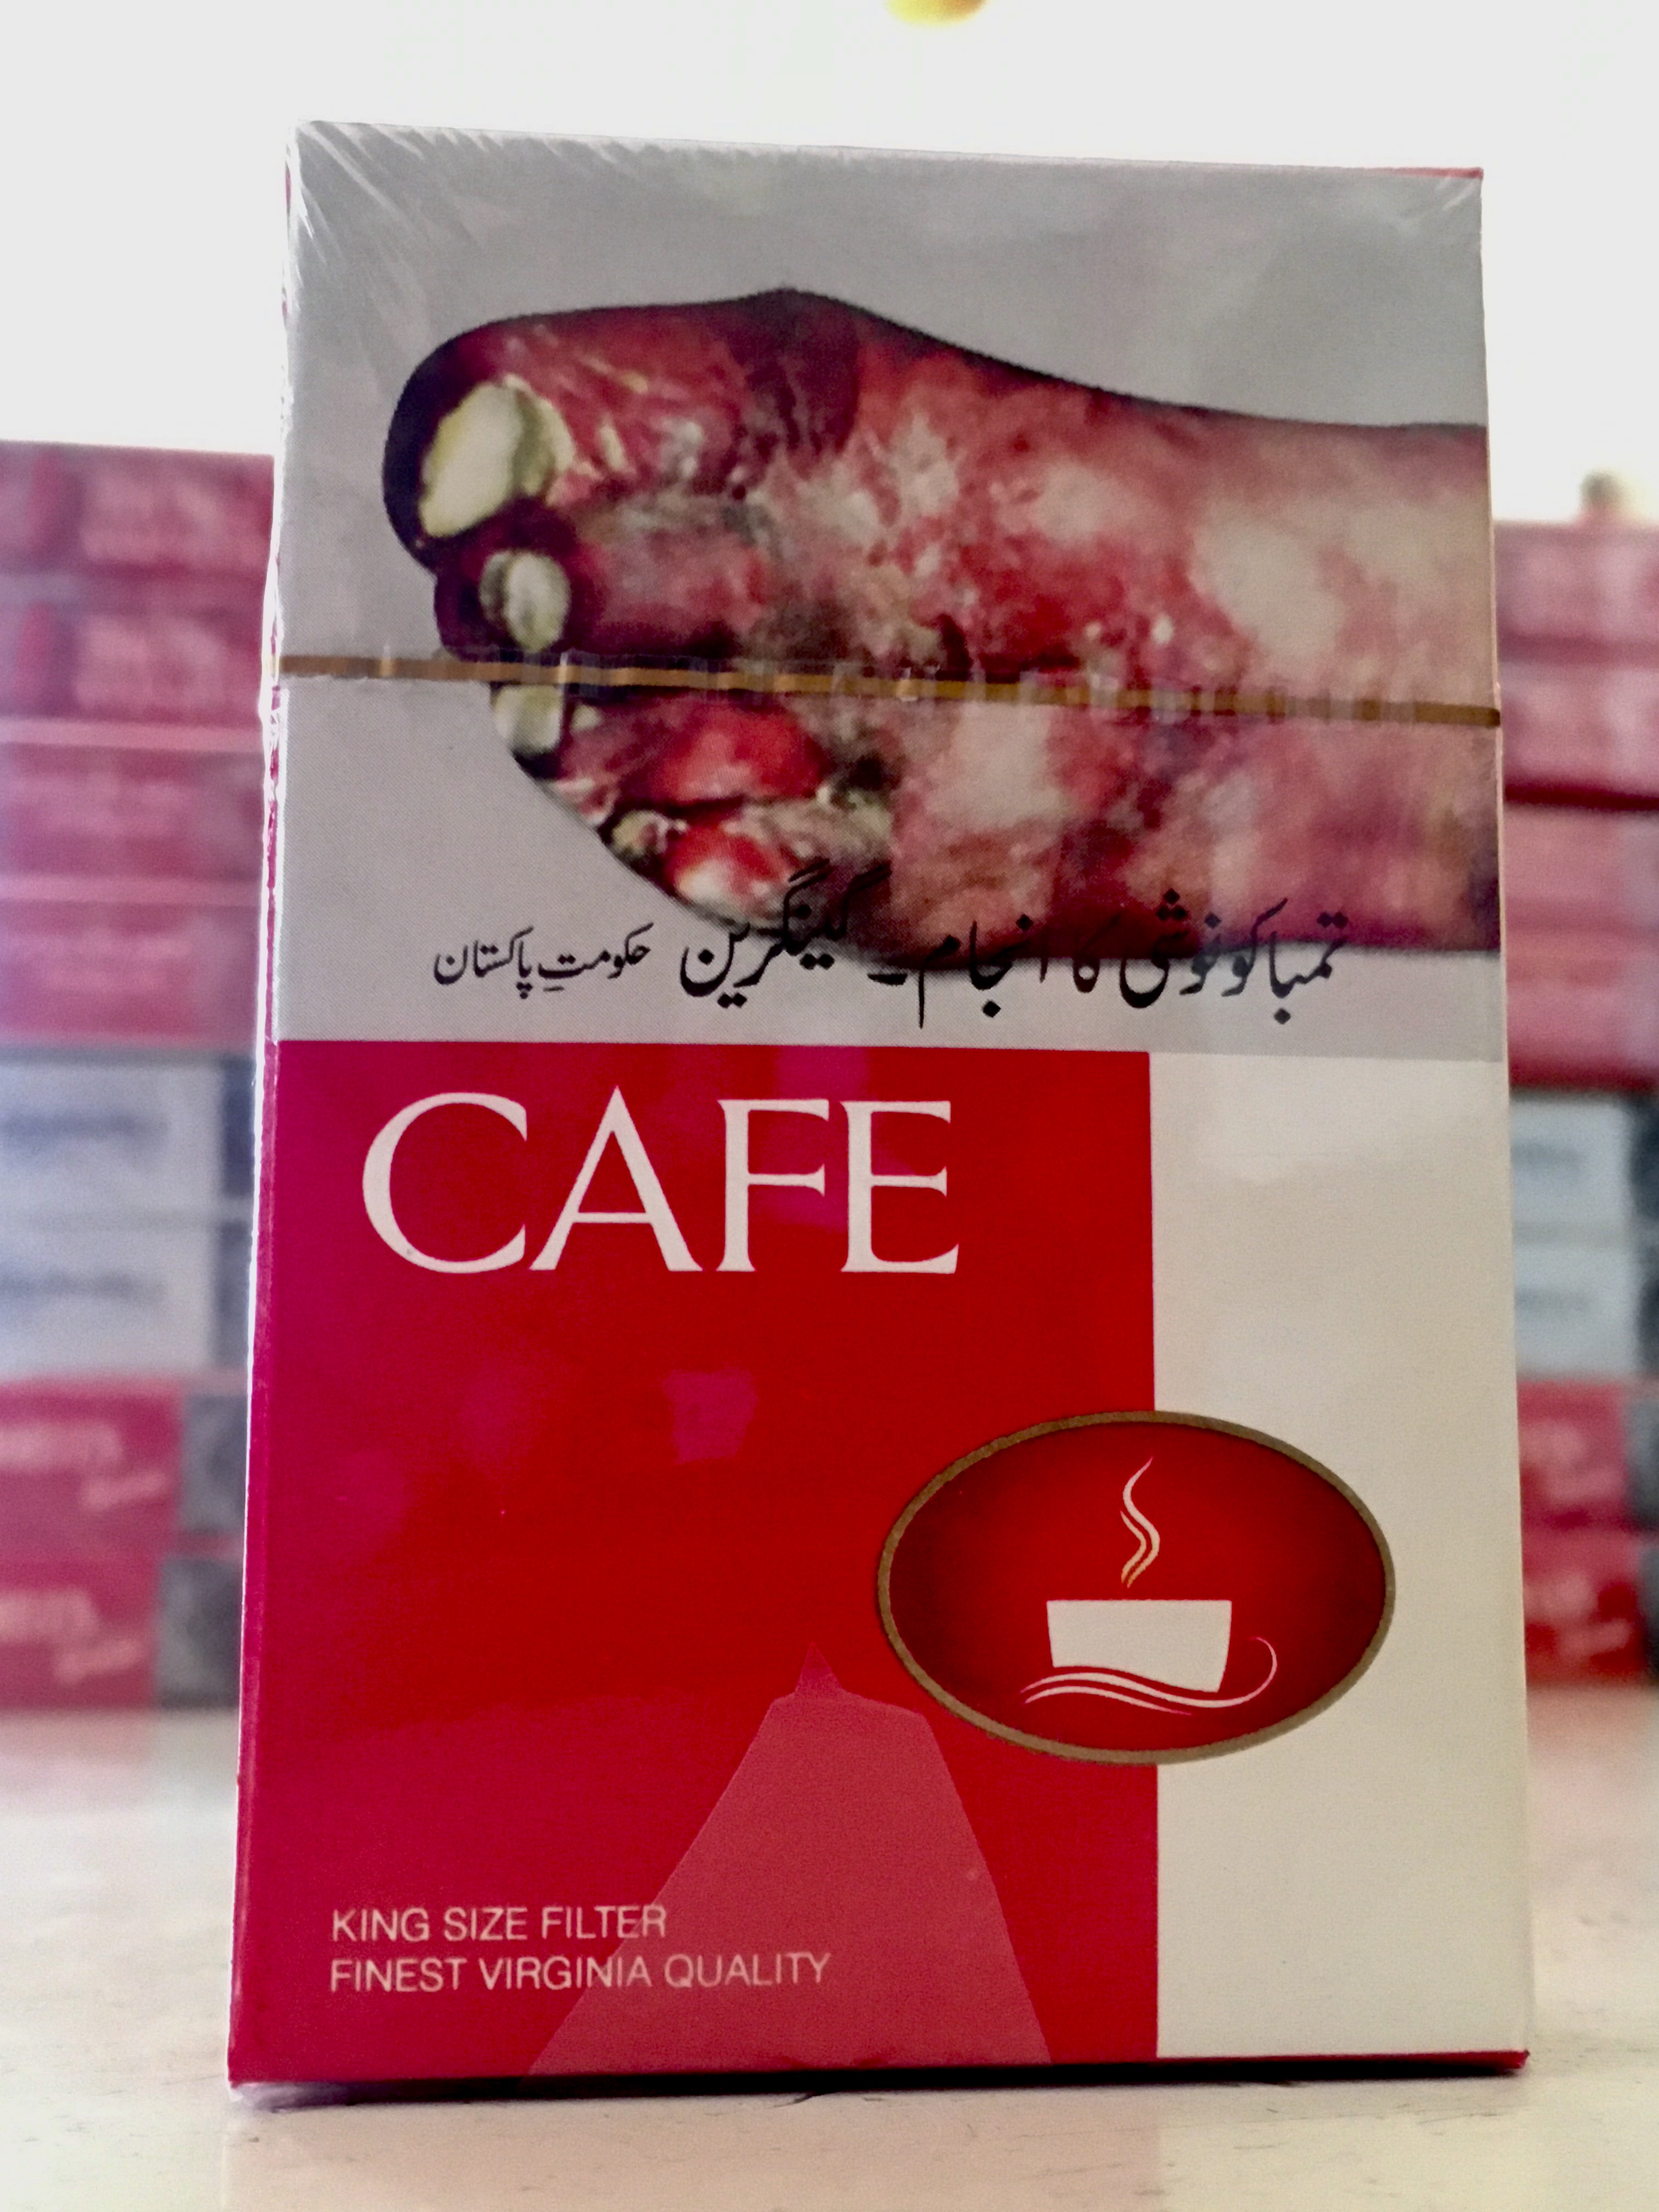 تمباکو نوشی کا انجام۔ گینگرین حکومتِ پاکستان
CAFE
KING SIZE FILTER
FINEST VIRGINIA QUALITY